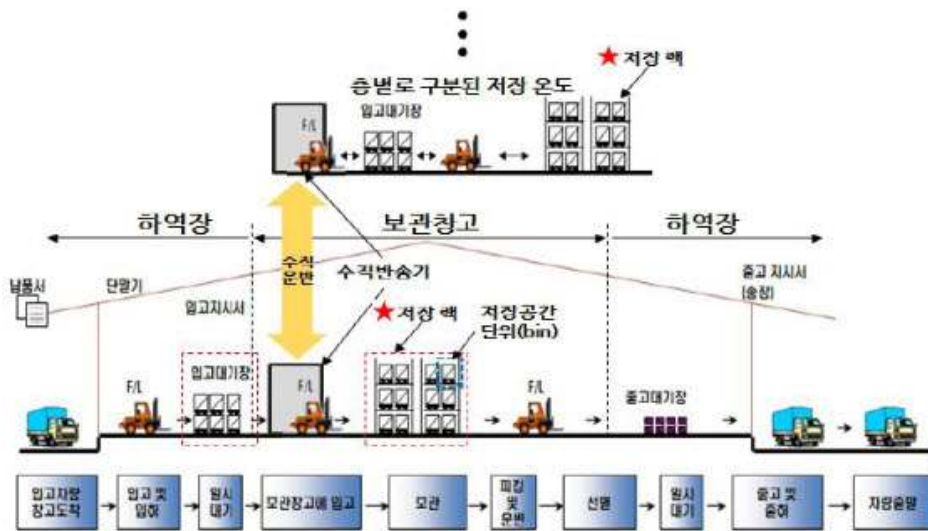 ★ 저장 랙
층별로 구분된 저장 온도
입고대기장
F/L
하역장
보관창고
하역장
수직
운반
수직반송기
납품서
단말기
입고지시서
출고 지시서
(송장)
★저장 랙
저장공간
단위(bin)
F/L
입고대기장
F/L
F/L
출고대기장
입고차량
창고도착
입고 및
입하
일시
대기
보관창고에 입고
보관
피킹
및
운반
선별
일시
대기
출고 및
출하
차량출발